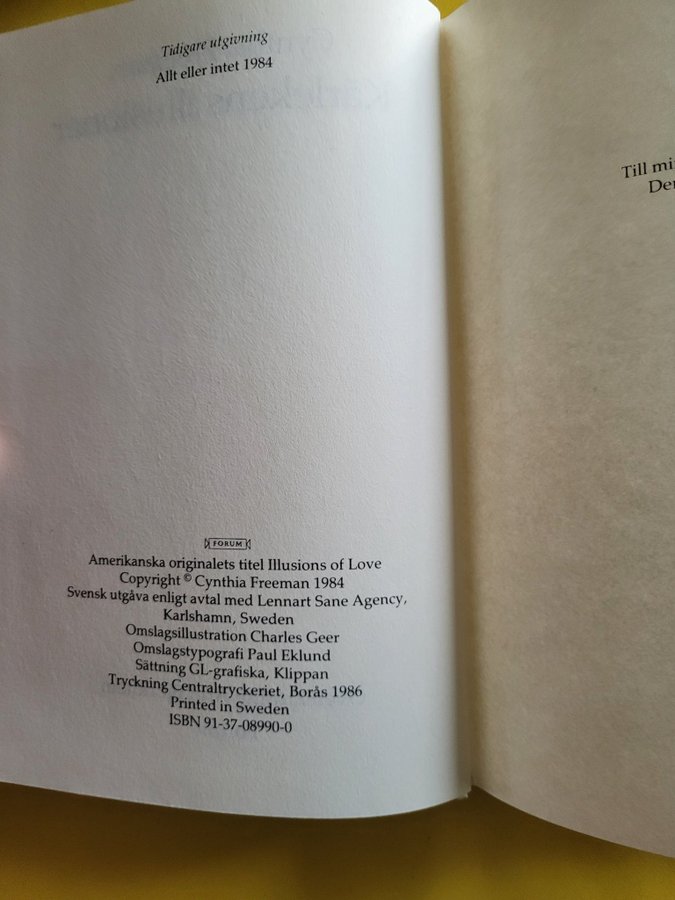 Tidigare utgivning
Allt eller intet 1984
FORUM
Amerikanska originalets titel Illusions of Love
Copyright © Cynthia Freeman 1984
Svensk utgåva enligt avtal med Lennart Sane Agency,
Karlshamn, Sweden
Omslagsillustration Charles Geer
Omslagstypografi Paul Eklund
Sättning GL-grafiska, Klippan
Tryckning Centraltryckeriet, Borås 1986
Printed in Sweden
ISBN 91-37-08990-0
Till